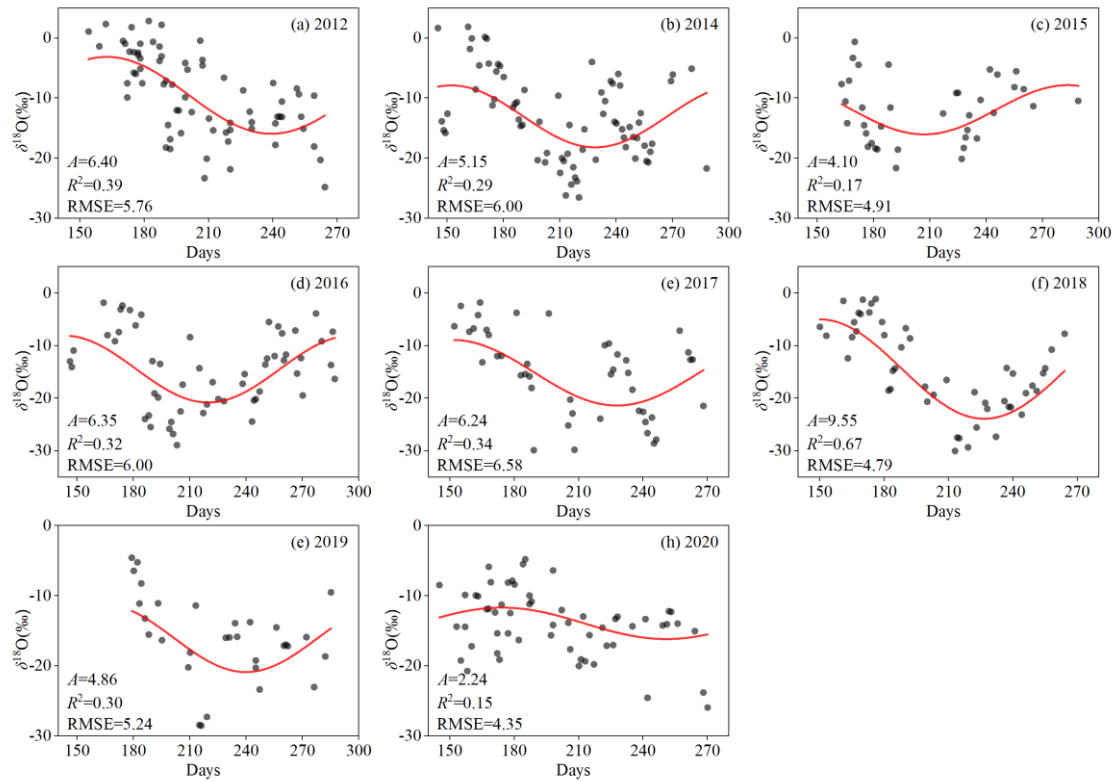 (a) 2012
δ¹⁸O(‰)
0
-10
-20
-30
A=6.40
R²=0.39
RMSE=5.76
150 180 210 240 270
Days
(b) 2014
0
-10
-20
-30
A=5.15
R²=0.29
RMSE=6.00
150 180 210 240 270 300
Days
(c) 2015
0
-10
-20
-30
A=4.10
R²=0.17
RMSE=4.91
150 180 210 240 270 300
Days
(d) 2016
δ¹⁸O(‰)
0
-10
-20
-30
A=6.35
R²=0.32
RMSE=6.00
150 180 210 240 270 300
Days
(e) 2017
0
-10
-20
-30
A=6.24
R²=0.34
RMSE=6.58
150 180 210 240 270
Days
(f) 2018
0
-10
-20
-30
A=9.55
R²=0.67
RMSE=4.79
150 180 210 240 270
Days
(e) 2019
δ¹⁸O(‰)
0
-10
-20
-30
A=4.86
R²=0.30
RMSE=5.24
150 180 210 240 270 300
Days
(h) 2020
0
-10
-20
-30
A=2.24
R²=0.15
RMSE=4.35
150 180 210 240 270
Days